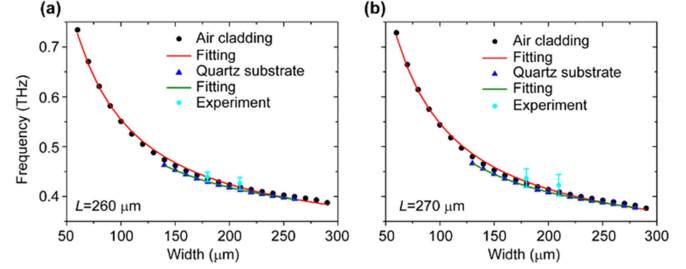 (a)
Frequency (THz)
0.7
0.6
0.5
0.4
Air cladding
Fitting
Quartz substrate
Fitting
Experiment
L=260 μm
50 100 150 200 250 300
Width (μm)
(b)
Air cladding
Fitting
Quartz substrate
Fitting
Experiment
L=270 μm
50 100 150 200 250 300
Width (μm)